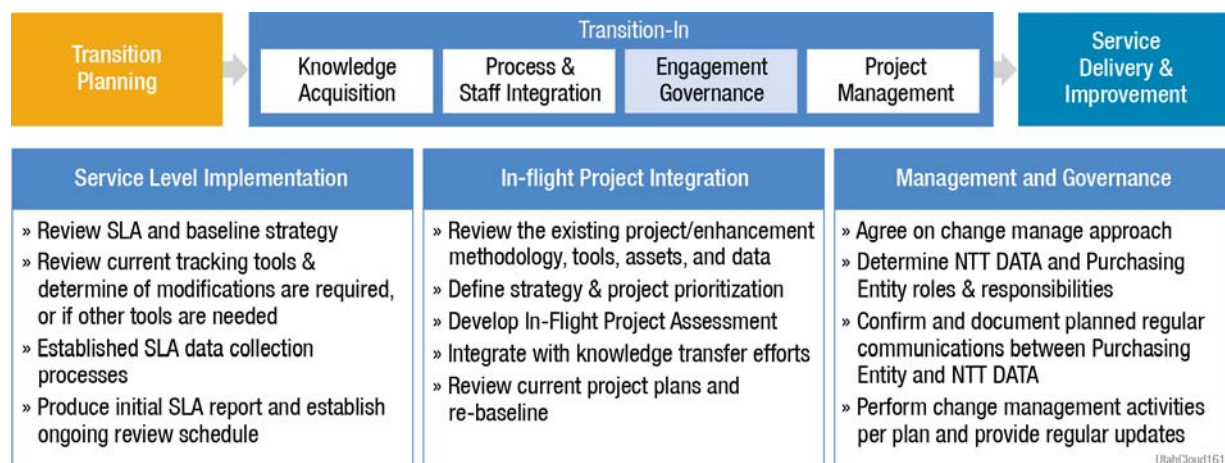 Transition
Planning
Transition-In
Knowledge
Acquisition
Process &
Staff Integration
Engagement
Governance
Project
Management
Service
Delivery &
Improvement
Service Level Implementation
» Review SLA and baseline strategy
» Review current tracking tools &
determine of modifications are required,
or if other tools are needed
» Established SLA data collection
processes
» Produce initial SLA report and establish
ongoing review schedule
In-flight Project Integration
» Review the existing project/enhancement
methodology, tools, assets, and data
» Define strategy & project prioritization
» Develop In-Flight Project Assessment
» Integrate with knowledge transfer efforts
» Review current project plans and
re-baseline
Management and Governance
» Agree on change manage approach
» Determine NTT DATA and Purchasing
Entity roles & responsibilities
» Confirm and document planned regular
communications between Purchasing
Entity and NTT DATA
» Perform change management activities
per plan and provide regular updates
UtahCloud161